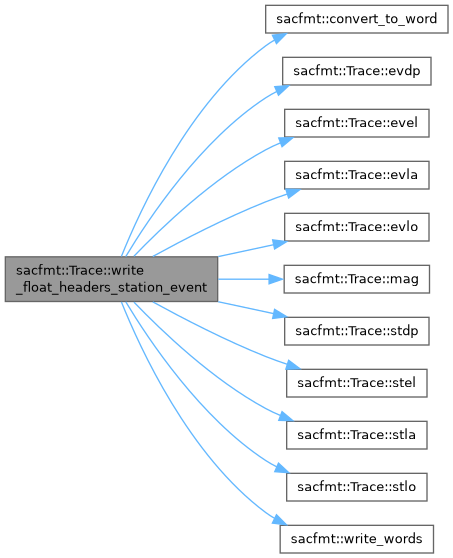 sacfmt::convert_to_word
sacfmt::Trace::evdp
sacfmt::Trace::evel
sacfmt::Trace::evla
sacfmt::Trace::evlo
sacfmt::Trace::write
_float_headers_station_event
sacfmt::Trace::mag
sacfmt::Trace::stdp
sacfmt::Trace::stel
sacfmt::Trace::stla
sacfmt::Trace::stlo
sacfmt::write_words